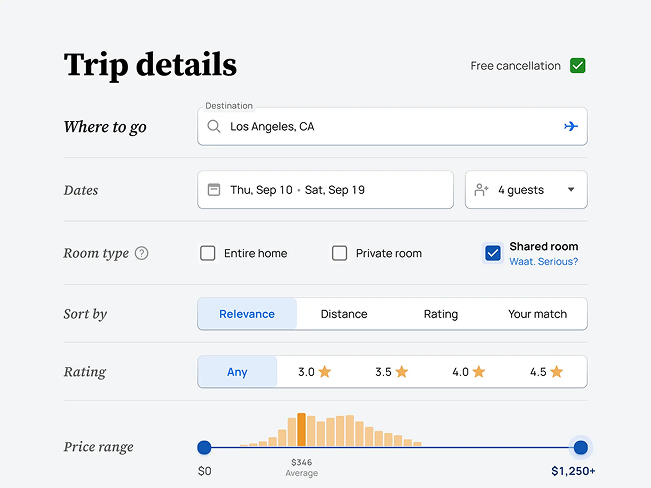 Trip details
Free cancellation
Destination
Where to go
Los Angeles, CA
Dates
Thu, Sep 10 • Sat, Sep 19
4 guests
Room type ?
Entire home
Private room
Shared room
Waat. Serious?
Sort by
Relevance
Distance
Rating
Your match
Rating
Any
3.0
3.5
4.0
4.5
Price range
$0
$346
Average
$1,250+